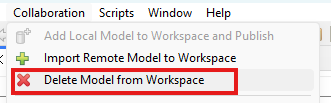 Collaboration Scripts Window Help
Add Local Model to Workspace and Publish
Import Remote Model to Workspace
Delete Model from Workspace